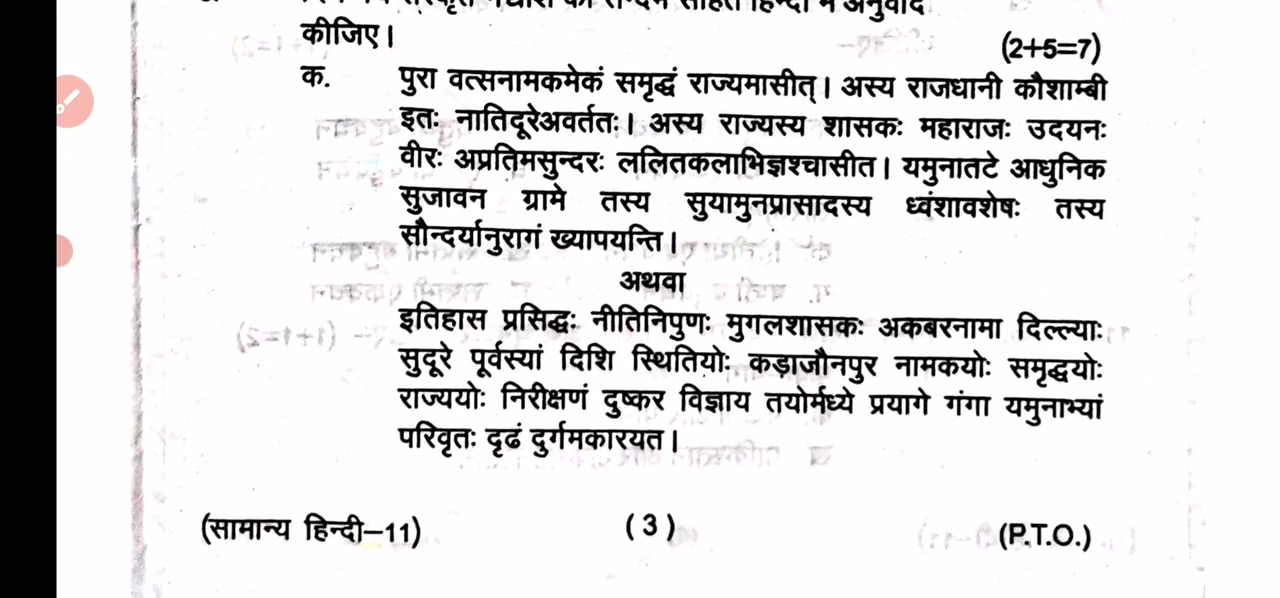 कीजिए।
(2+5=7)
क. पुरा वत्सनामकमेकं समृद्धं राज्यमासीत्। अस्य राजधानी कौशाम्बी
इतः नातिदूरेअवर्ततः। अस्य राज्यस्य शासकः महाराजः उदयनः
वीरः अप्रतिमसुन्दरः ललितकलाभिज्ञश्चासीत। यमुनातटे आधुनिक
सुजावन ग्रामे तस्य सुयामुनप्रासादस्य ध्वंशावशेषः तस्य
सौन्दर्यानुरागं ख्यापयन्ति।
अथवा
इतिहास प्रसिद्धः नीतिनिपुणः मुगलशासकः अकबरनामा दिल्ल्याः
सुदूरे पूर्वस्यां दिशि स्थितियोः कड़ाजौनपुर नामकयोः समृद्धयोः
राज्ययोः निरीक्षणं दुष्कर विज्ञाय तयोर्मध्ये प्रयागे गंगा यमुनाभ्यां
परिवृतः दृढं दुर्गमकारयत।
(सामान्य हिन्दी–11) (3) (P.T.O.)